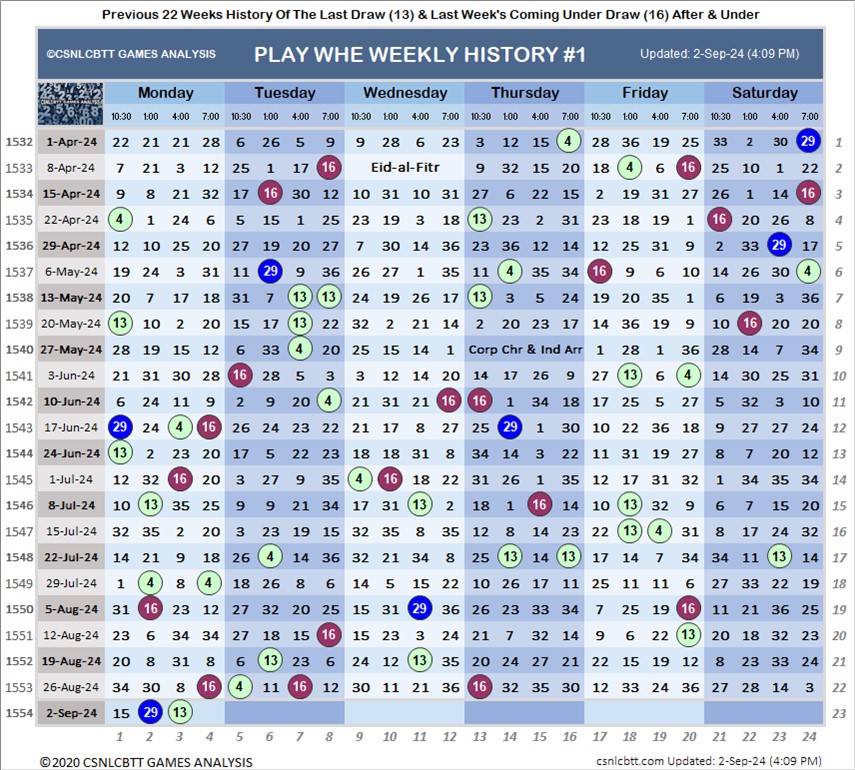 Previous 22 Weeks History Of The Last Draw (13) & Last Week's Coming Under Draw (16) After & Under
©CSNLCBTT GAMES ANALYSIS PLAY WHE WEEKLY HISTORY #1 Updated: 2-Sep-24 (4:09 PM)
CSNLCBTT GAMES ANALYSIS Monday Tuesday Wednesday Thursday Friday Saturday
10:30 1:00 4:00 7:00 10:30 1:00 4:00 7:00 10:30 1:00 4:00 7:00 10:30 1:00 4:00 7:00 10:30 1:00 4:00 7:00 10:30 1:00 4:00 7:00
1532 1-Apr-24 22 21 21 28 6 26 5 9 9 28 6 23 3 12 15 4 28 36 19 25 33 2 30 29 1
1533 8-Apr-24 7 21 3 12 25 1 17 16 Eid-al-Fitr 9 32 15 20 18 4 6 20 25 10 1 22 2
1534 15-Apr-24 9 8 21 32 17 16 30 12 10 31 10 31 27 6 22 15 2 19 31 27 26 1 14 16 3
1535 22-Apr-24 4 1 24 6 5 15 1 25 23 19 3 18 13 23 2 31 23 18 19 1 21 20 26 8 4
1536 29-Apr-24 12 10 25 20 27 19 20 27 7 30 14 36 23 36 12 14 12 25 31 9 2 33 23 17 5
1537 6-May-24 19 24 3 31 11 29 9 36 26 27 1 35 11 4 35 34 17 9 6 10 14 26 30 4 6
1538 13-May-24 20 7 17 18 31 7 13 13 24 19 26 17 13 3 5 24 19 20 35 1 6 19 3 36 7
1539 20-May-24 13 10 2 20 15 17 13 22 32 2 21 14 7 20 23 17 14 36 19 9 10 16 20 20 8
1540 27-May-24 28 19 15 12 6 33 4 20 25 15 14 1 Corp Chr & Ind Arr 1 28 1 36 28 14 7 34 9
1541 3-Jun-24 21 31 30 28 16 28 5 3 3 12 14 20 14 17 26 9 27 13 6 4 14 30 25 31 10
1542 10-Jun-24 6 24 11 9 2 9 20 4 21 31 21 16 16 1 34 18 17 25 5 27 5 32 3 10 11
1543 17-Jun-24 29 24 4 16 26 24 23 22 21 17 8 23 25 29 1 30 10 22 36 18 9 27 27 24 12
1544 24-Jun-24 13 2 23 20 17 5 22 23 18 18 31 8 34 14 3 22 11 31 19 24 8 7 20 12 13
1545 1-Jul-24 12 32 16 20 3 27 9 35 4 16 18 22 31 26 1 35 14 17 31 32 1 34 35 34 14
1546 8-Jul-24 10 13 35 25 9 9 21 34 17 31 13 2 18 1 16 14 18 13 32 9 6 7 15 20 15
1547 15-Jul-24 32 35 2 20 3 23 19 15 32 35 8 35 12 8 14 23 22 13 4 31 8 17 24 32 16
1548 22-Jul-24 14 21 9 18 26 4 14 36 32 21 34 8 25 13 14 13 17 14 7 34 34 11 13 14 17
1549 29-Jul-24 1 4 8 4 18 26 8 6 14 5 15 22 10 26 17 11 25 11 11 6 27 33 22 19 18
1550 5-Aug-24 31 16 23 12 27 32 20 25 15 31 29 36 26 23 33 34 7 25 19 16 11 21 36 25 19
1551 12-Aug-24 23 6 34 34 27 18 15 16 15 23 3 24 21 7 32 14 9 6 22 13 20 18 32 23 20
1552 19-Aug-24 20 8 31 8 6 13 23 6 24 12 13 35 20 24 27 21 22 15 19 12 8 23 33 24 21
1553 26-Aug-24 34 30 8 16 4 11 16 12 30 11 21 36 16 32 35 30 12 33 24 36 27 28 14 3 22
1554 2-Sep-24 15 29 13 23
1 2 3 4 5 6 7 8 9 10 11 12 13 14 15 16 17 18 19 20 21 22 23 24
©2020 CSNLCBTT GAMES ANALYSIS csnlcbtt.com Updated: 2-Sep-24 (4:09 PM)